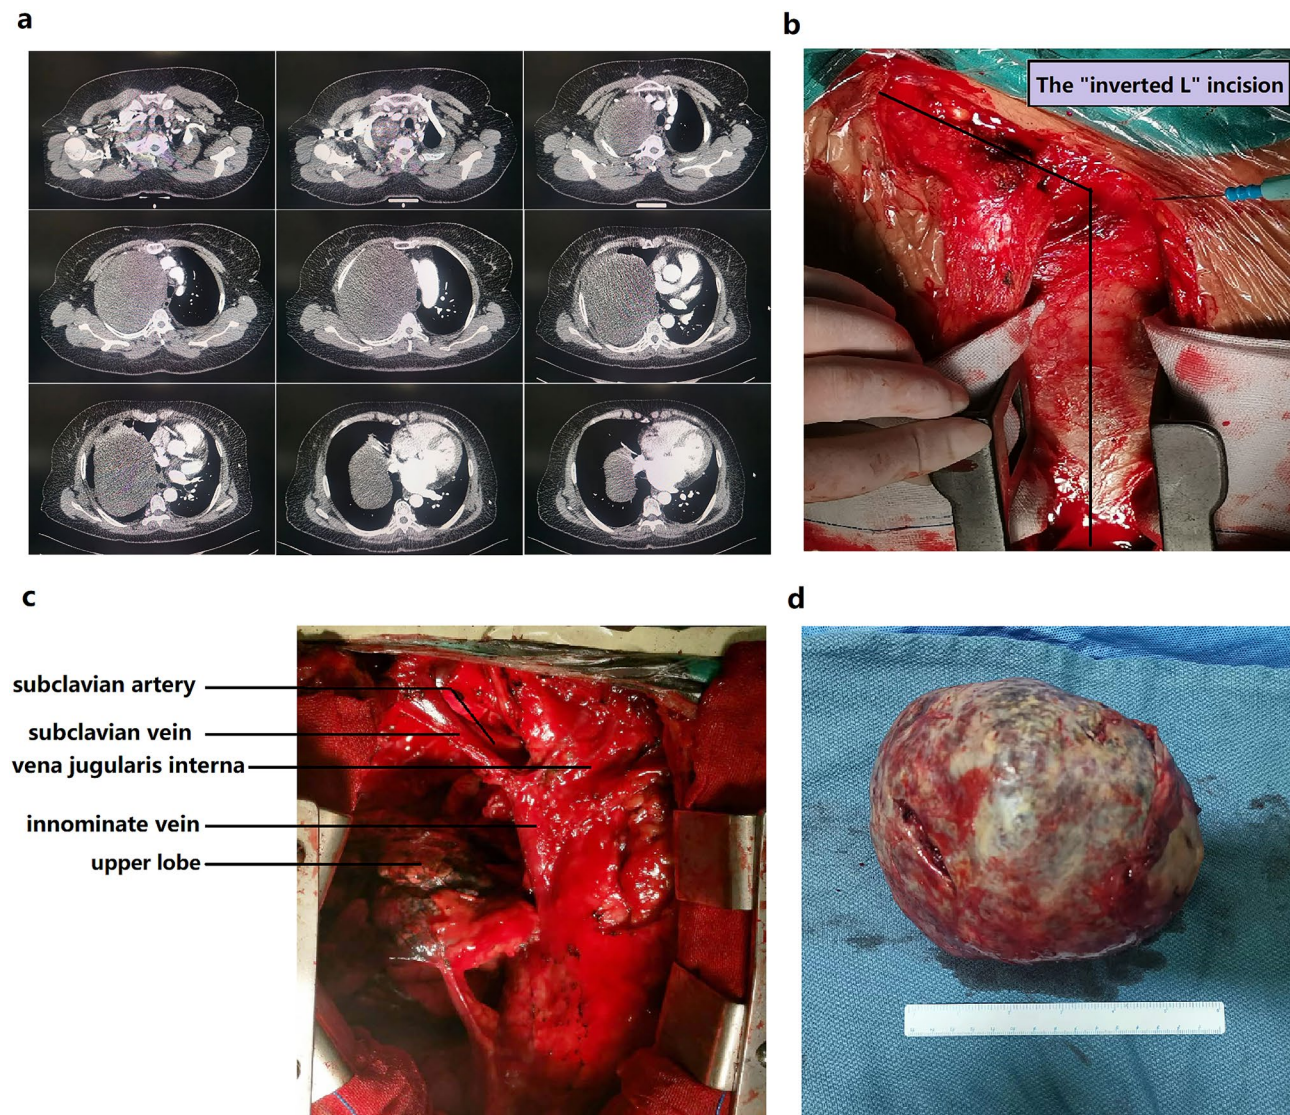 a
b
The "inverted L" incision
c
subclavian artery
subclavian vein
vena jugularis interna
innominate vein
upper lobe
d